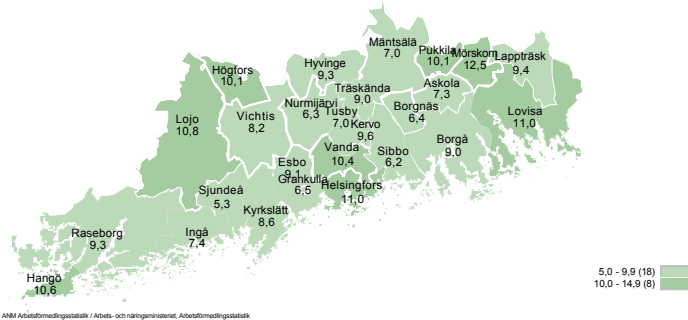 Mäntsälä
7,0
Pukkila
10,1
Mörskom
12,5
Lappträsk
9,4
Hyvinge
9,3
Högfors
10,1
Askola
7,3
Träskända
9,0
Nurmijärvi
6,3
Tusby
7,0
Borgnäs
6,4
Lovisa
11,0
Vichtis
8,2
Lojo
10,8
Kervo
9,6
Borgå
9,0
Vanda
10,4
Sibbo
6,2
Esbo
9,1
Grankulla
6,5
Helsingfors
11,0
Sjundeå
5,3
Kyrkslätt
8,6
Raseborg
9,3
Ingå
7,4
Hangö
10,6
5,0 - 9,9 (18)
10,0 - 14,9 (8)
ANM Arbetsförmedlingsstatistik / Arbets- och näringsministeriet, Arbetsförmedlingsstatistik